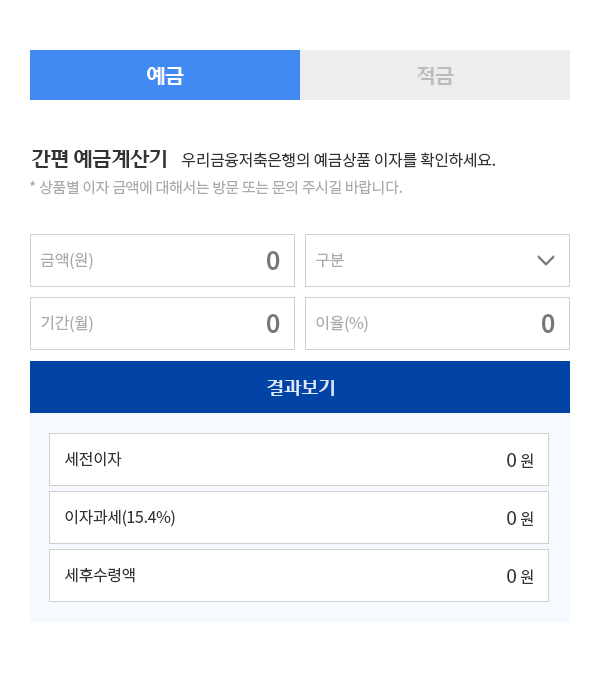 예금 적금
간편 예금계산기 우리금융저축은행의 예금상품 이자를 확인하세요.
* 상품별 이자 금액에 대해서는 방문 또는 문의 주시길 바랍니다.
금액(원) 0 구분
기간(월) 0 이율(%) 0
결과보기
세전이자 0 원
이자과세(15.4%) 0 원
세후수령액 0 원